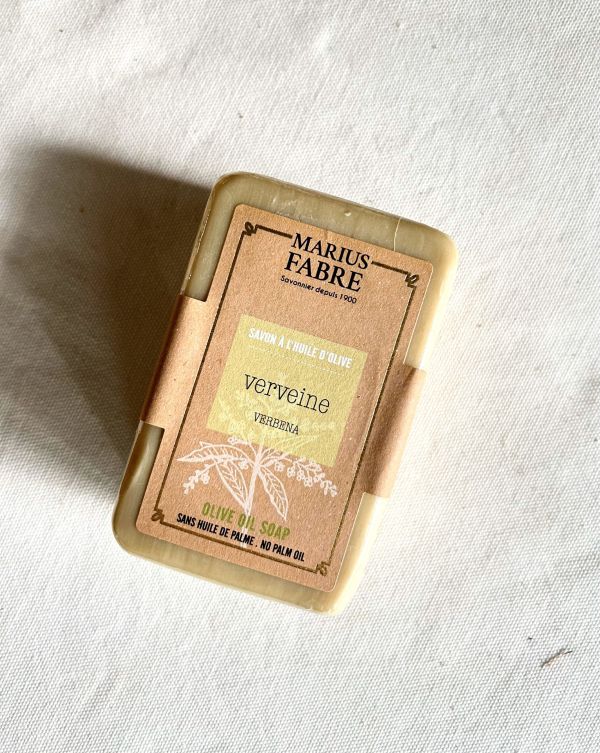 MARIUS
FABRE
Savonnier depuis 1900
SAVON À L'HUILE D'OLIVE
verveine
VERBENA
OLIVE OIL SOAP
SANS HUILE DE PALME . NO PALM OIL